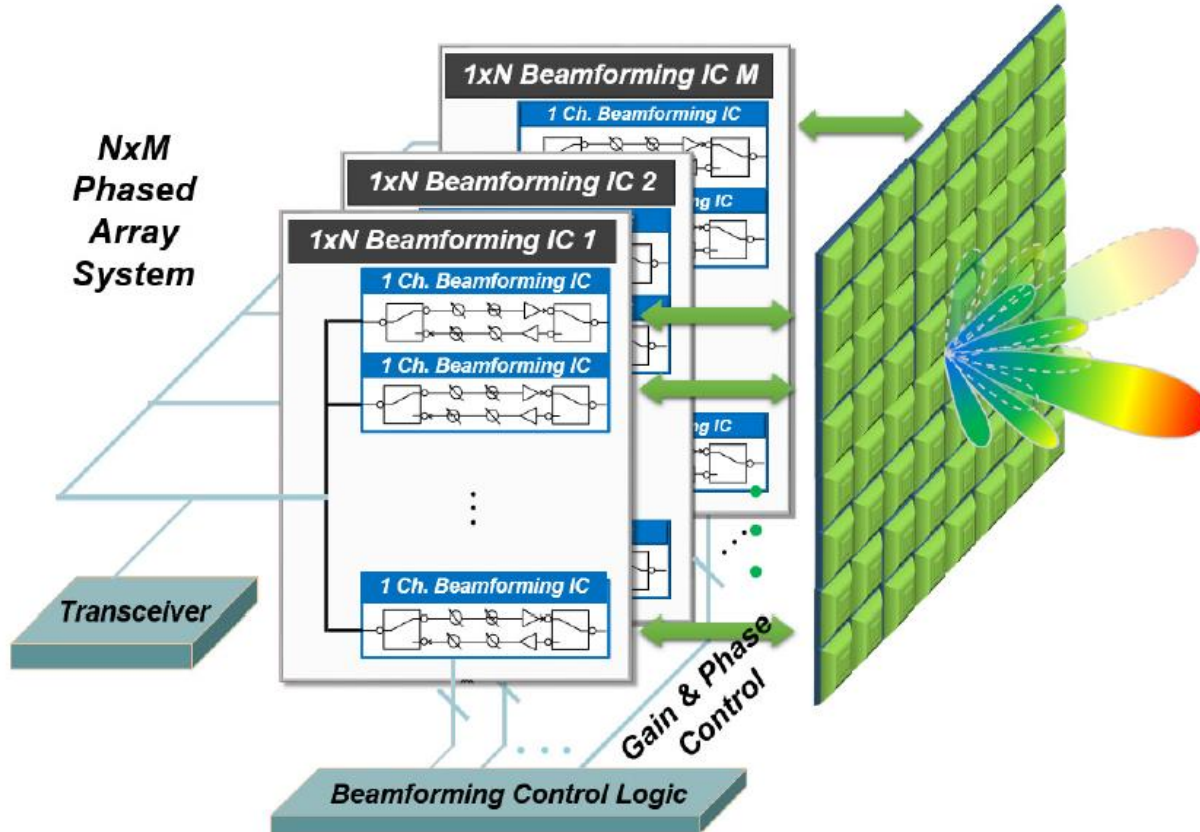 NxM
Phased
Array
System
1xN Beamforming IC M
1 Ch. Beamforming IC
ing IC
ing IC
1xN Beamforming IC 2
1xN Beamforming IC 1
1 Ch. Beamforming IC
1 Ch. Beamforming IC
1 Ch. Beamforming IC
Transceiver
Gain & Phase
Control
Beamforming Control Logic